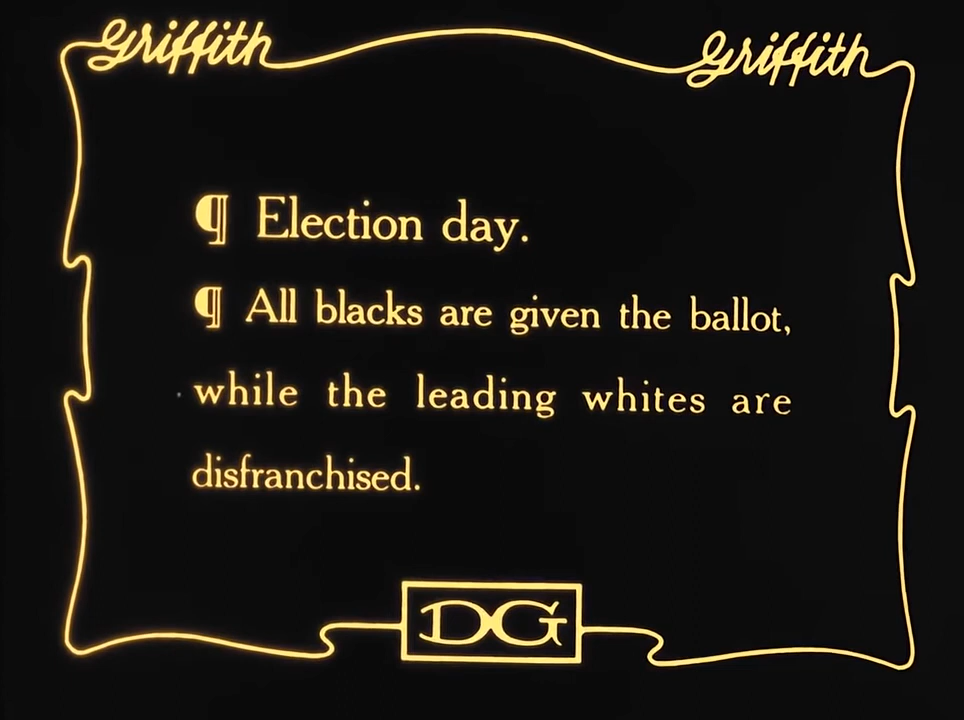 Griffith Griffith
¶ Election day.
¶ All blacks are given the ballot,
while the leading whites are
disfranchised.
DG